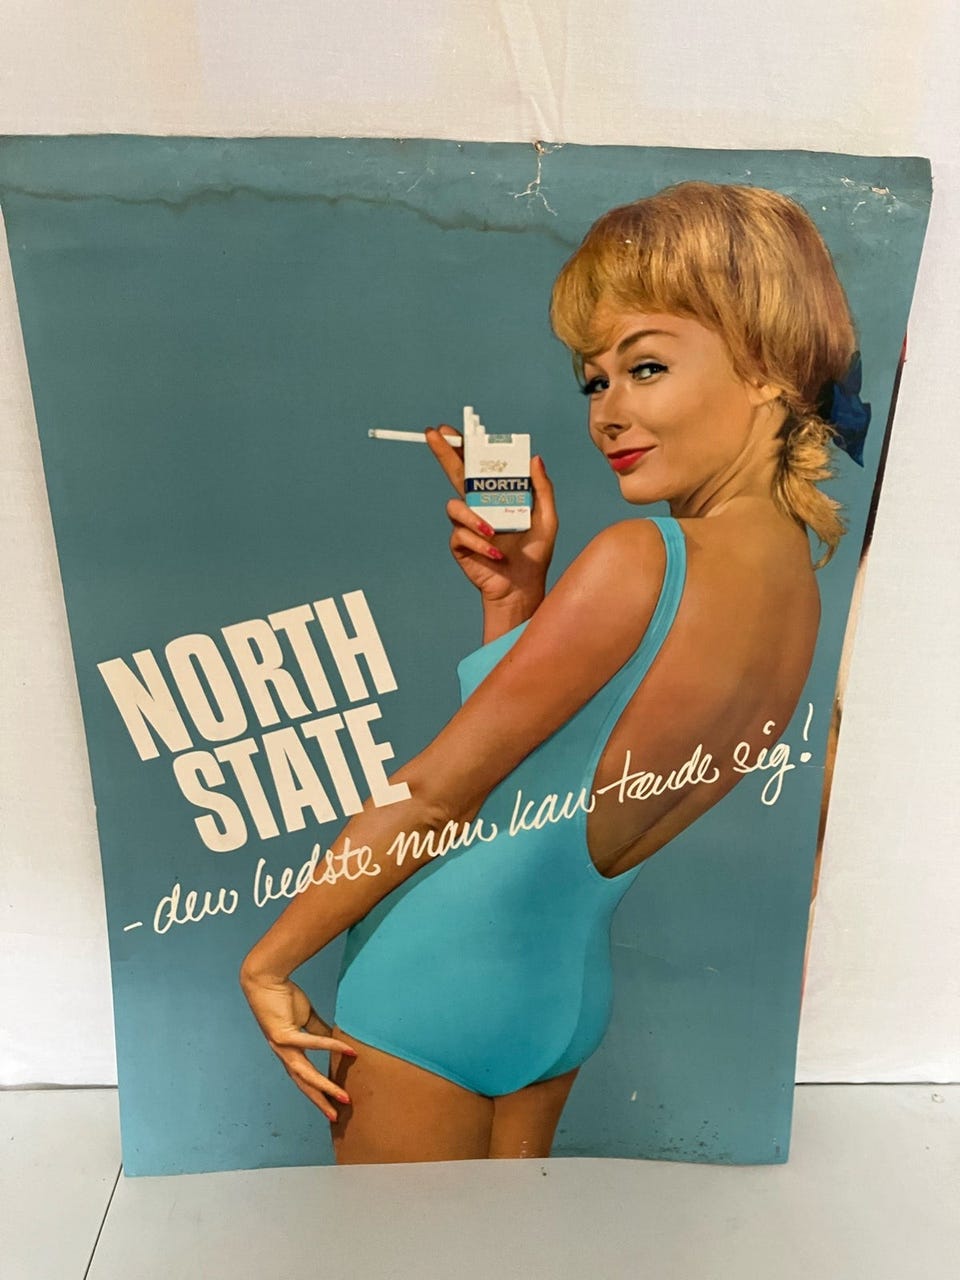 NORTH
STATE
NORTH
STATE
- den bedste man kan tænde sig!